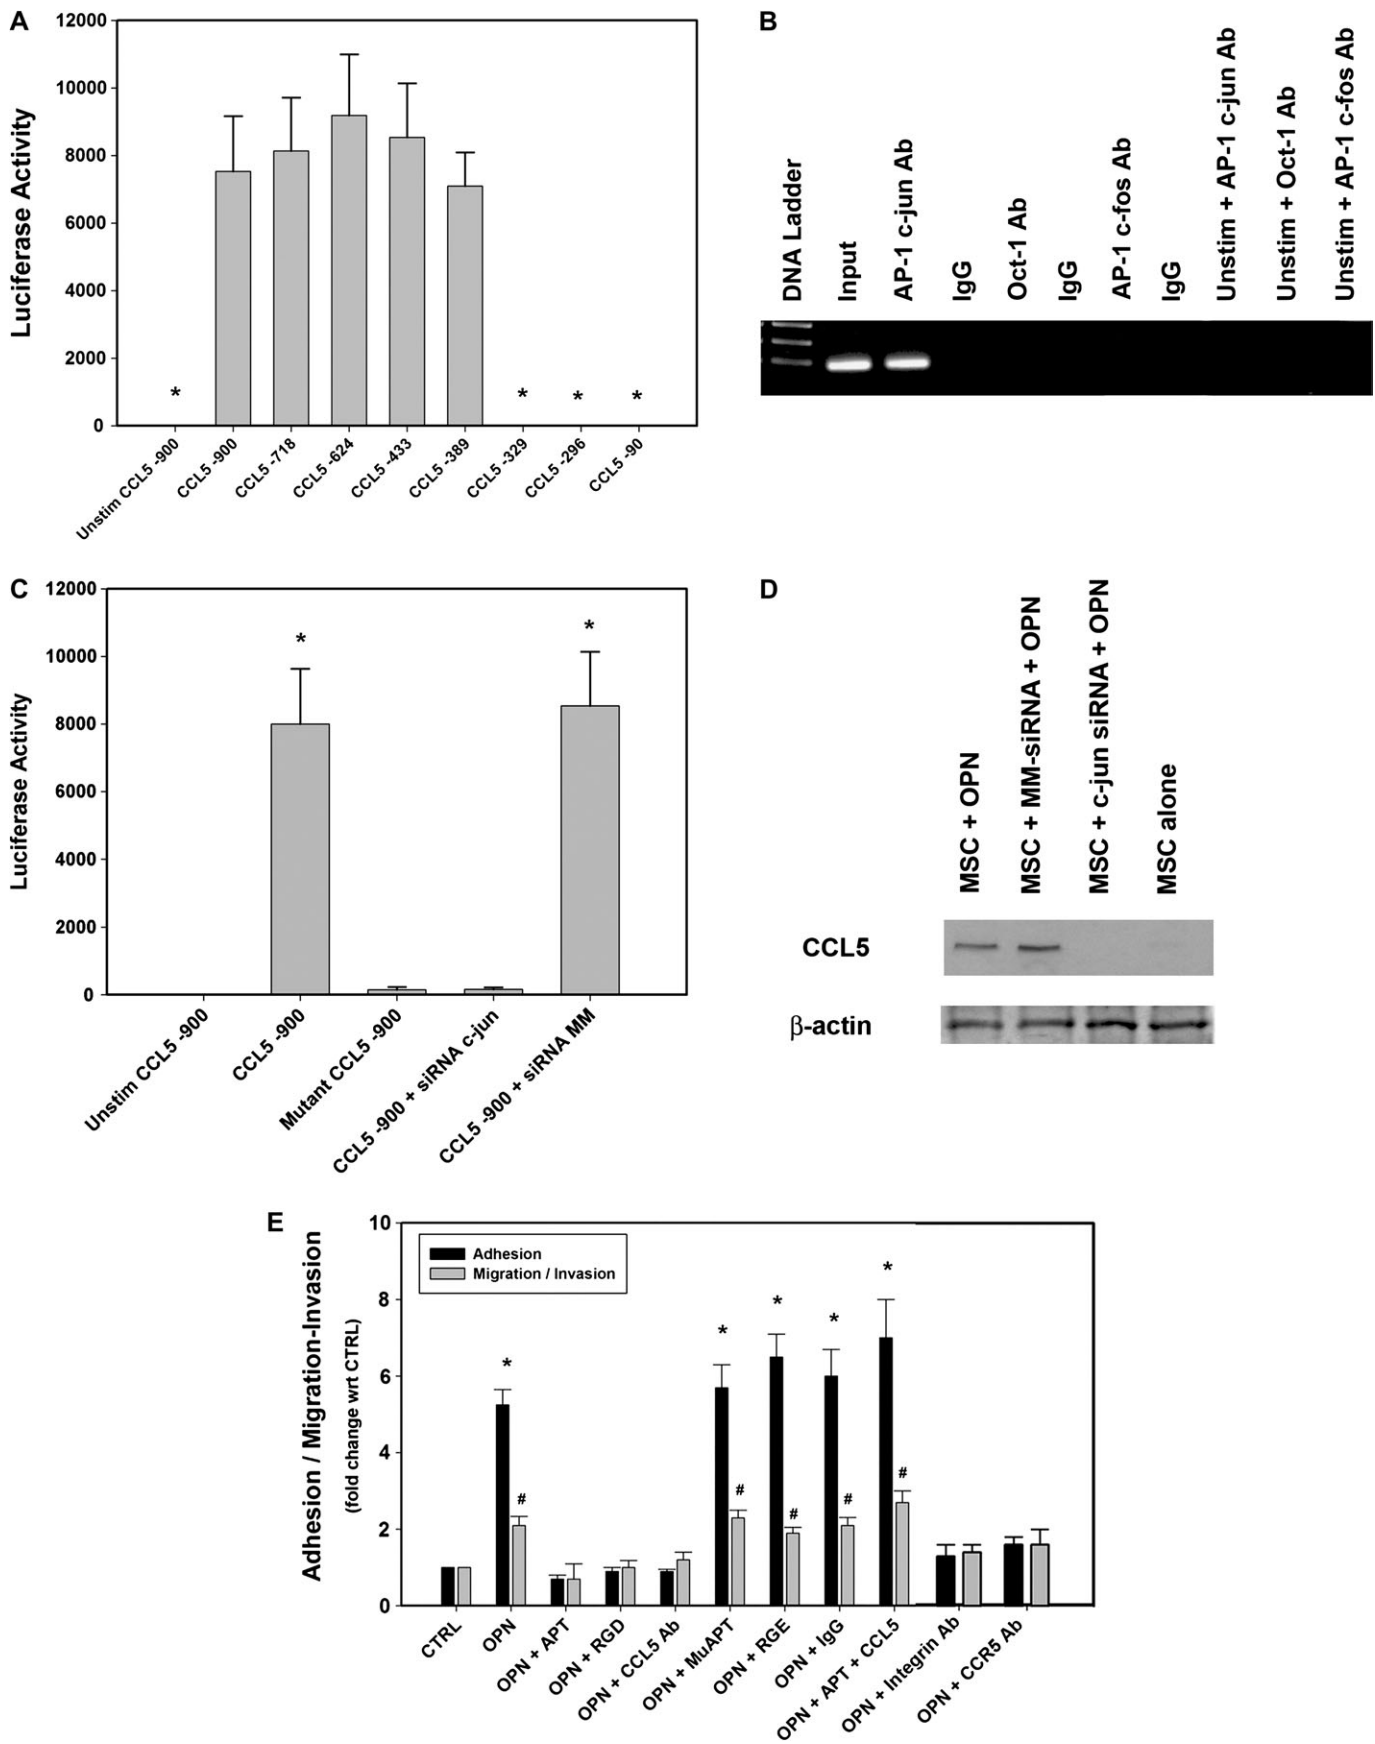 A
Luciferase Activity
12000
10000
8000
6000
4000
2000
0
*
*
*
*
Unstim CCL5 -900
CCL5 -900
CCL5 -718
CCL5 -624
CCL5 -433
CCL5 -389
CCL5 -329
CCL5 -296
CCL5 -90
B
DNA Ladder
Input
AP-1 c-jun Ab
IgG
Oct-1 Ab
IgG
AP-1 c-fos Ab
IgG
Unstim + AP-1 c-jun Ab
Unstim + Oct-1 Ab
Unstim + AP-1 c-fos Ab
C
Luciferase Activity
12000
10000
8000
6000
4000
2000
0
*
*
Unstim CCL5 -900
CCL5 -900
Mutant CCL5 -900
CCL5 -900 + siRNA c-jun
CCL5 -900 + siRNA MM
D
MSC + OPN
MSC + MM-siRNA + OPN
MSC + c-jun siRNA + OPN
MSC alone
CCL5
β-actin
E
Adhesion / Migration-Invasion
(fold change wrt CTRL)
10
8
6
4
2
0
Adhesion
Migration / Invasion
*
#
*
#
*
#
*
#
*
#
CTRL
OPN
OPN + APT
OPN + RGD
OPN + CCL5 Ab
OPN + MuAPT
OPN + RGE
OPN + IgG
OPN + APT + CCL5
OPN + Integrin Ab
OPN + CCR5 Ab